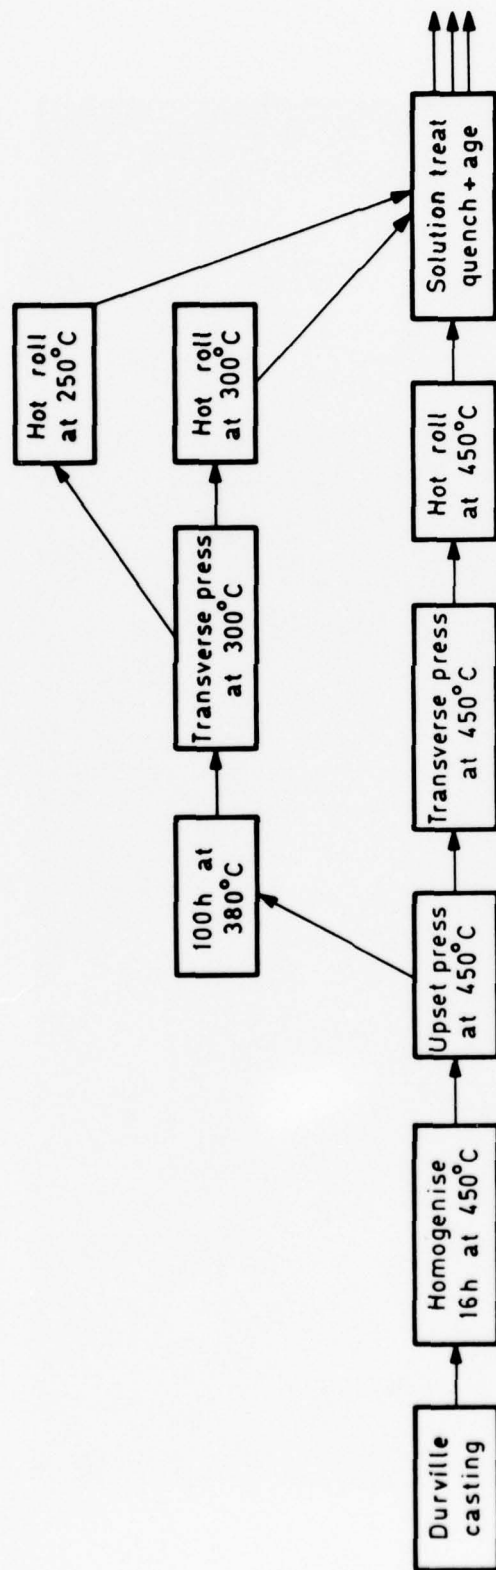 Durville
casting
Homogenise
16h at 450°C
Upset press
at 450°C
100h at
380°C
Transverse press
at 300°C
Hot roll
at 250°C
Hot roll
at 300°C
Transverse press
at 450°C
Hot roll
at 450°C
Solution treat
quench + age